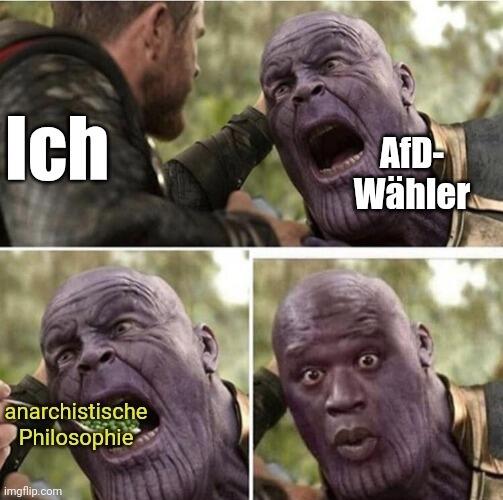 Ich
AfD-
Wähler
anarchistische
Philosophie
imgflip.com